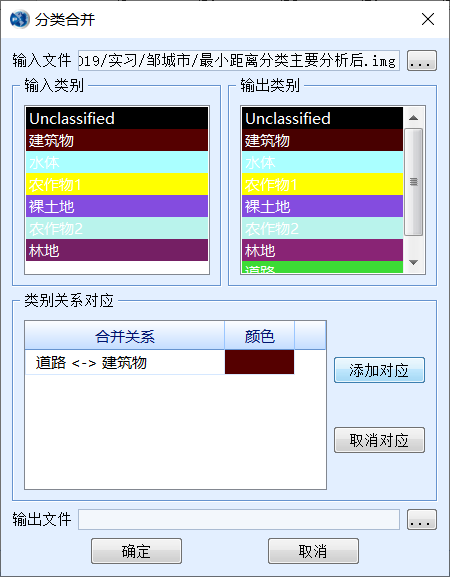 分类合并
输入文件 019/实习/邹城市/最小距离分类主要分析后.img ...
输入类别
Unclassified
建筑物
水体
农作物1
裸土地
农作物2
林地
输出类别
Unclassified
建筑物
水体
农作物1
裸土地
农作物2
林地
道路
类别关系对应
合并关系 颜色
道路 <-> 建筑物
添加对应
取消对应
输出文件 ...
确定 取消